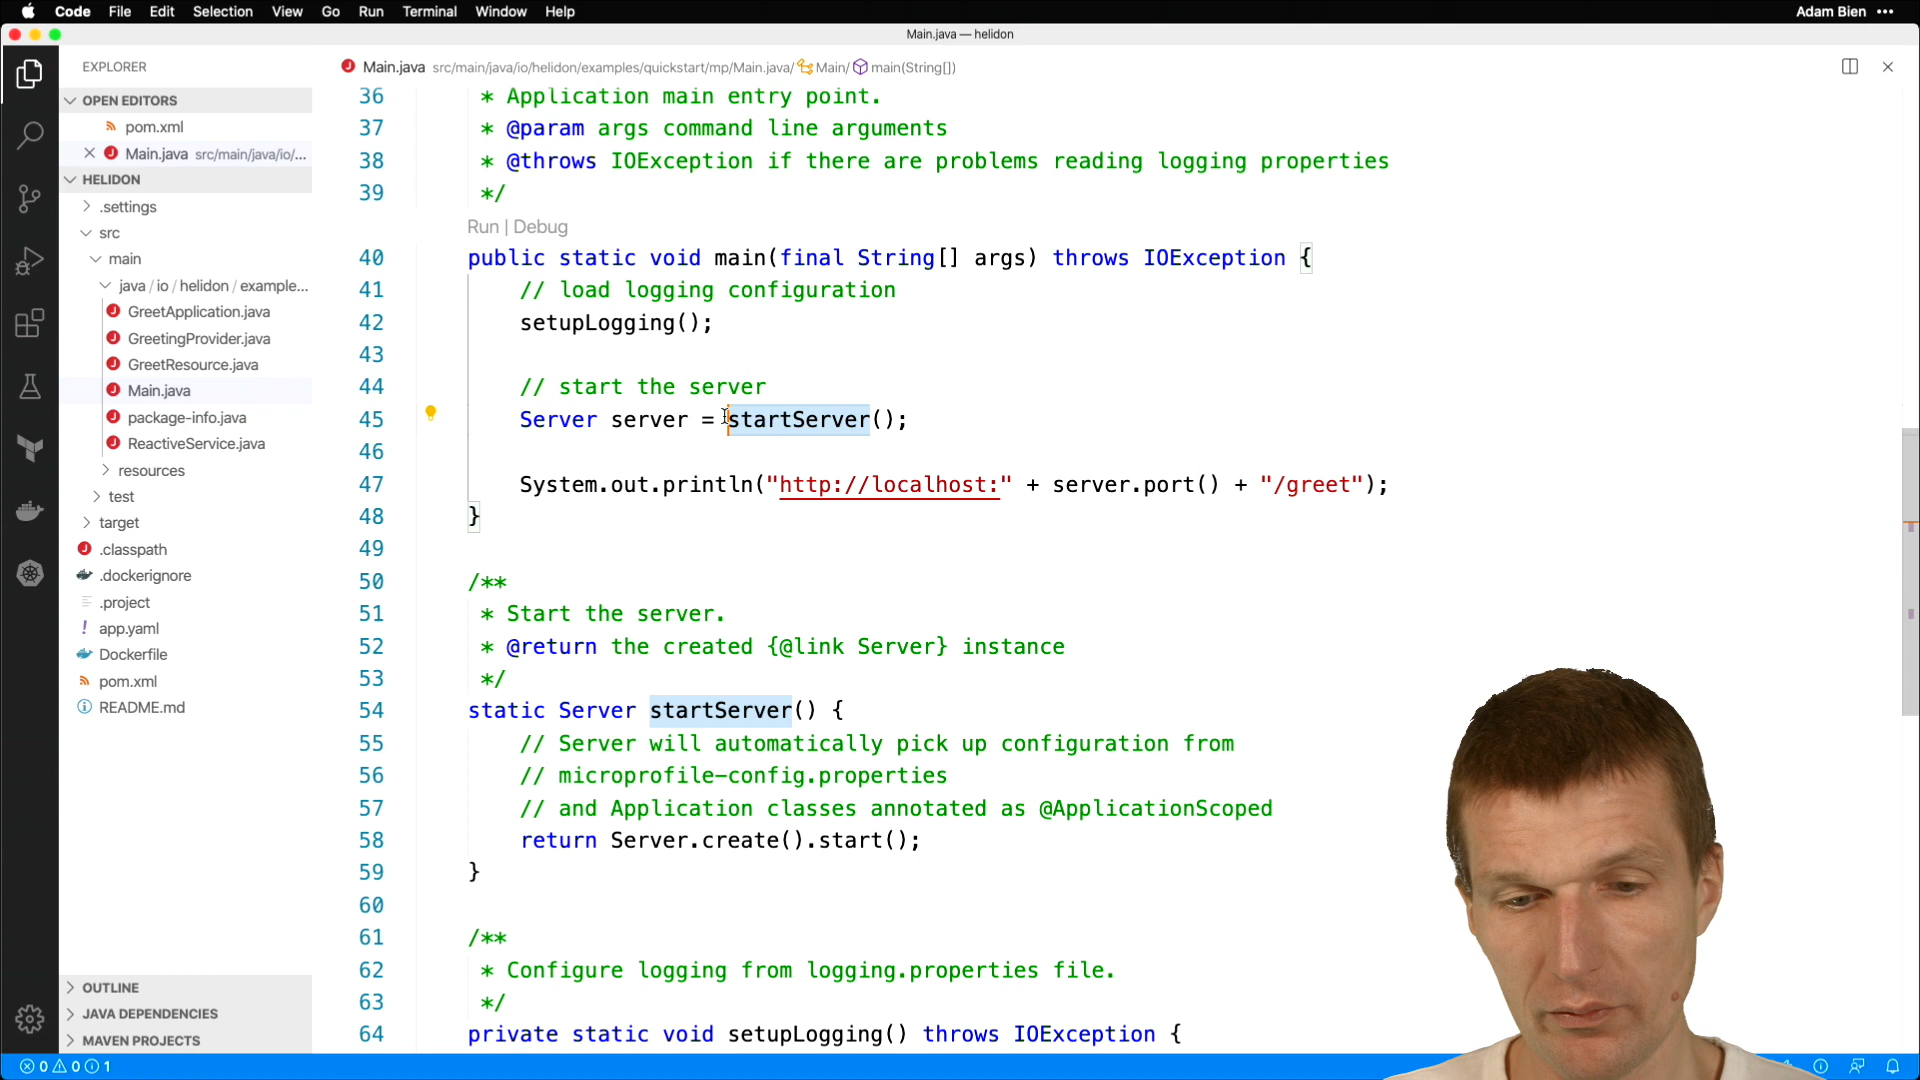 Code File Edit Selection View Go Run Terminal Window Help Adam Bien
Main.java — helidon
EXPLORER
OPEN EDITORS
pom.xml
Main.java src/main/java/io/...
HELIDON
.settings
src
main
java / io / helidon / example...
GreetApplication.java
GreetingProvider.java
GreetResource.java
Main.java
package-info.java
ReactiveService.java
resources
test
target
.classpath
.dockerignore
.project
app.yaml
Dockerfile
pom.xml
README.md
OUTLINE
JAVA DEPENDENCIES
MAVEN PROJECTS
Main.java src/main/java/io/helidon/examples/quickstart/mp/Main.java/ Main/ main(String[])
36 * Application main entry point.
37 * @param args command line arguments
38 * @throws IOException if there are problems reading logging properties
39 */
Run | Debug
40 public static void main(final String[] args) throws IOException {
41 // load logging configuration
42 setupLogging();
43
44 // start the server
45 Server server = startServer();
46
47 System.out.println("http://localhost:" + server.port() + "/greet");
48 }
49
50 /**
51 * Start the server.
52 * @return the created {@link Server} instance
53 */
54 static Server startServer() {
55 // Server will automatically pick up configuration from
56 // microprofile-config.properties
57 // and Application classes annotated as @ApplicationScoped
58 return Server.create().start();
59 }
60
61 /**
62 * Configure logging from logging.properties file.
63 */
64 private static void setupLogging() throws IOException {
0 0 1